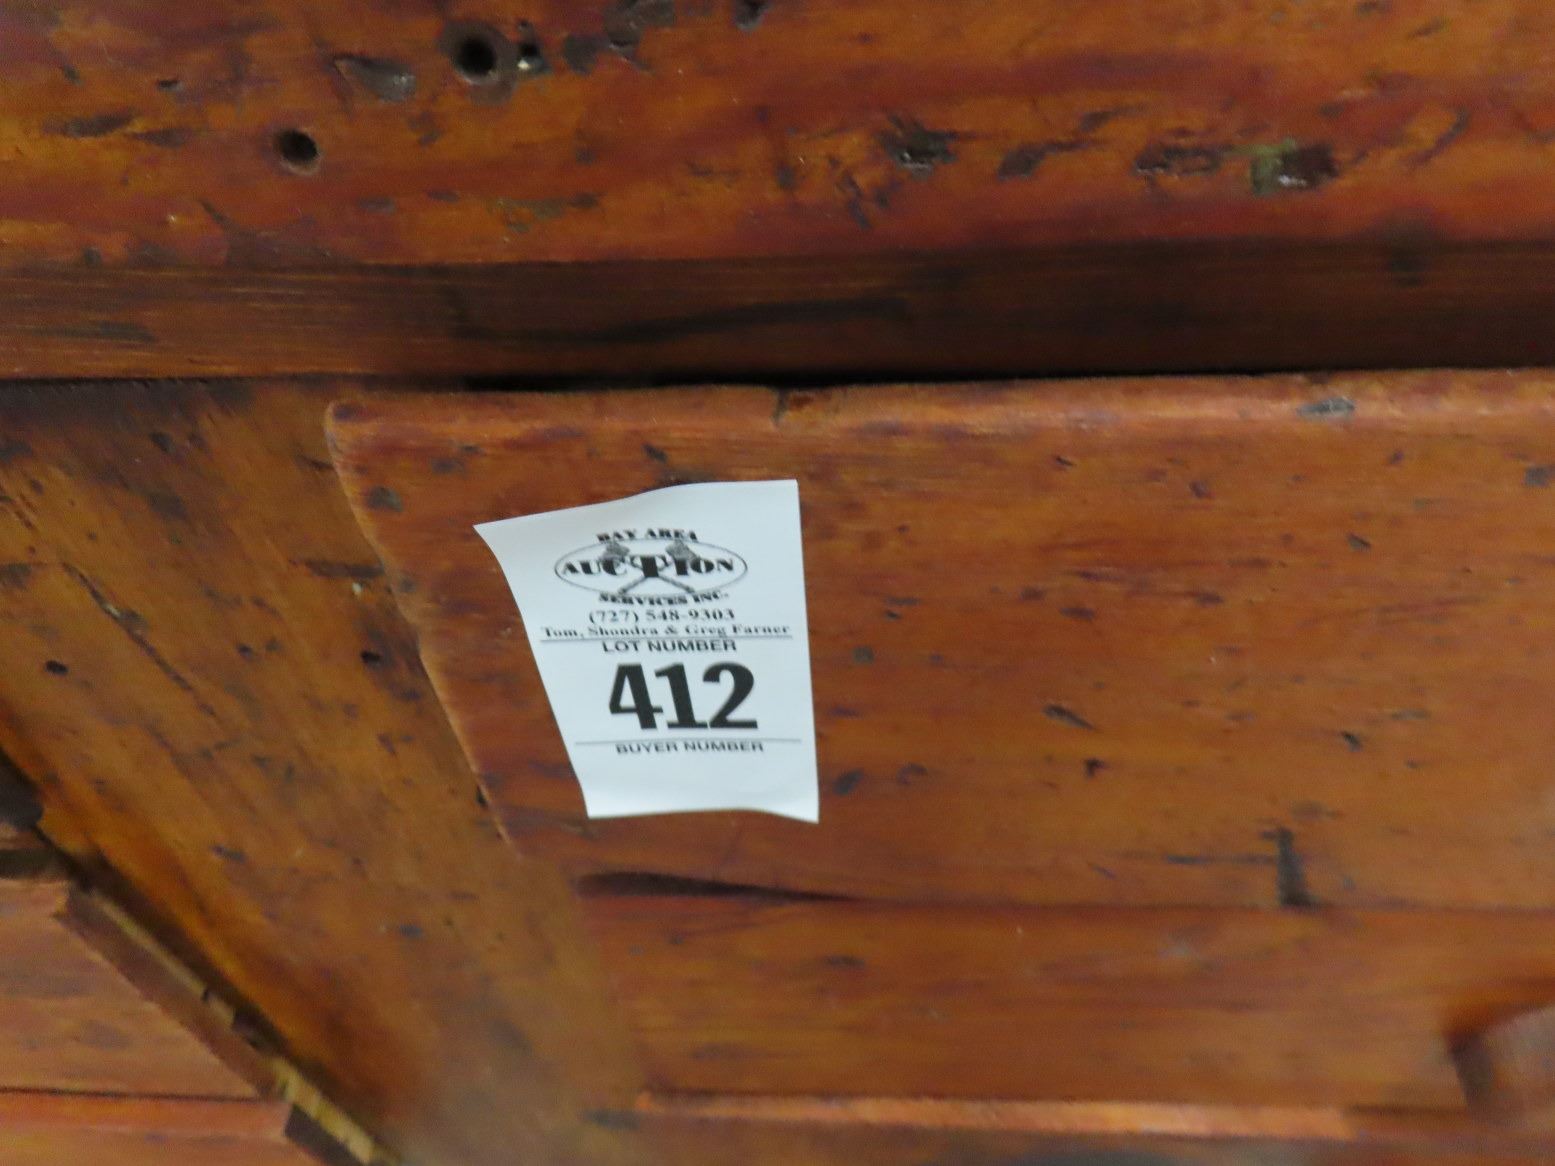 BAY AREA
AUCTION
SERVICES INC.
(727) 548-9303
Tom, Shondra & Greg Farner
LOT NUMBER
412
BUYER NUMBER